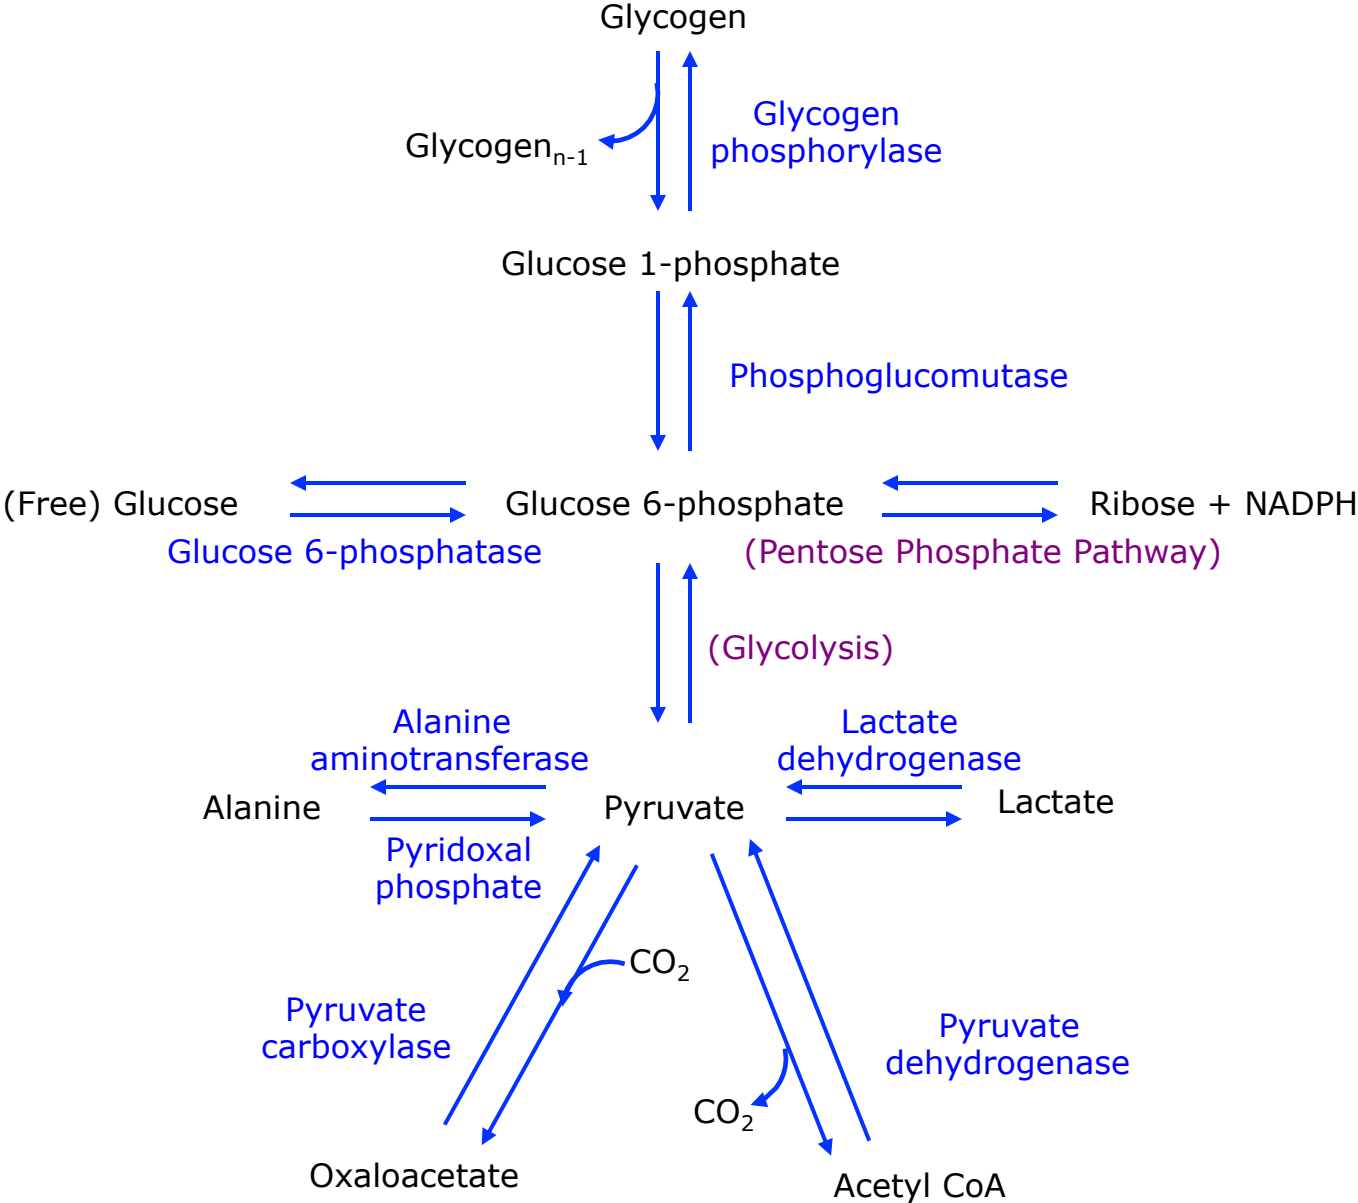 Glycogen
Glycogen
phosphorylase
Glycogenn-1
Glucose 1-phosphate
Phosphoglucomutase
(Free) Glucose
Glucose 6-phosphate
Ribose + NADPH
Glucose 6-phosphatase
(Pentose Phosphate Pathway)
(Glycolysis)
Alanine
aminotransferase
Lactate
dehydrogenase
Alanine
Pyruvate
Lactate
Pyridoxal
phosphate
CO2
Pyruvate
carboxylase
Pyruvate
dehydrogenase
CO2
Oxaloacetate
Acetyl CoA